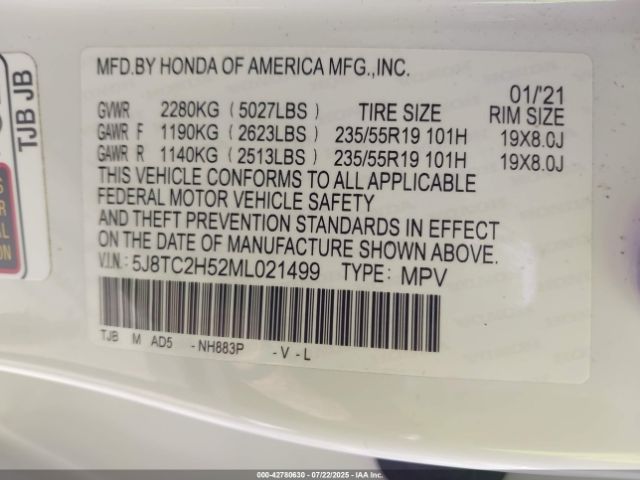 MFD.BY HONDA OF AMERICA MFG.,INC.
01/'21
GVWR 2280KG (5027LBS) TIRE SIZE RIM SIZE
GAWR F 1190KG (2623LBS) 235/55R19 101H 19X8.0J
GAWR R 1140KG (2513LBS) 235/55R19 101H 19X8.0J
THIS VEHICLE CONFORMS TO ALL APPLICABLE
FEDERAL MOTOR VEHICLE SAFETY
AND THEFT PREVENTION STANDARDS IN EFFECT
ON THE DATE OF MANUFACTURE SHOWN ABOVE.
V.I.N.: 5J8TC2H52ML021499 TYPE: MPV
TJB M AD5 -NH883P -V-L
TJB JB
000-42780630 - 07/22/2025 - IAA Inc.